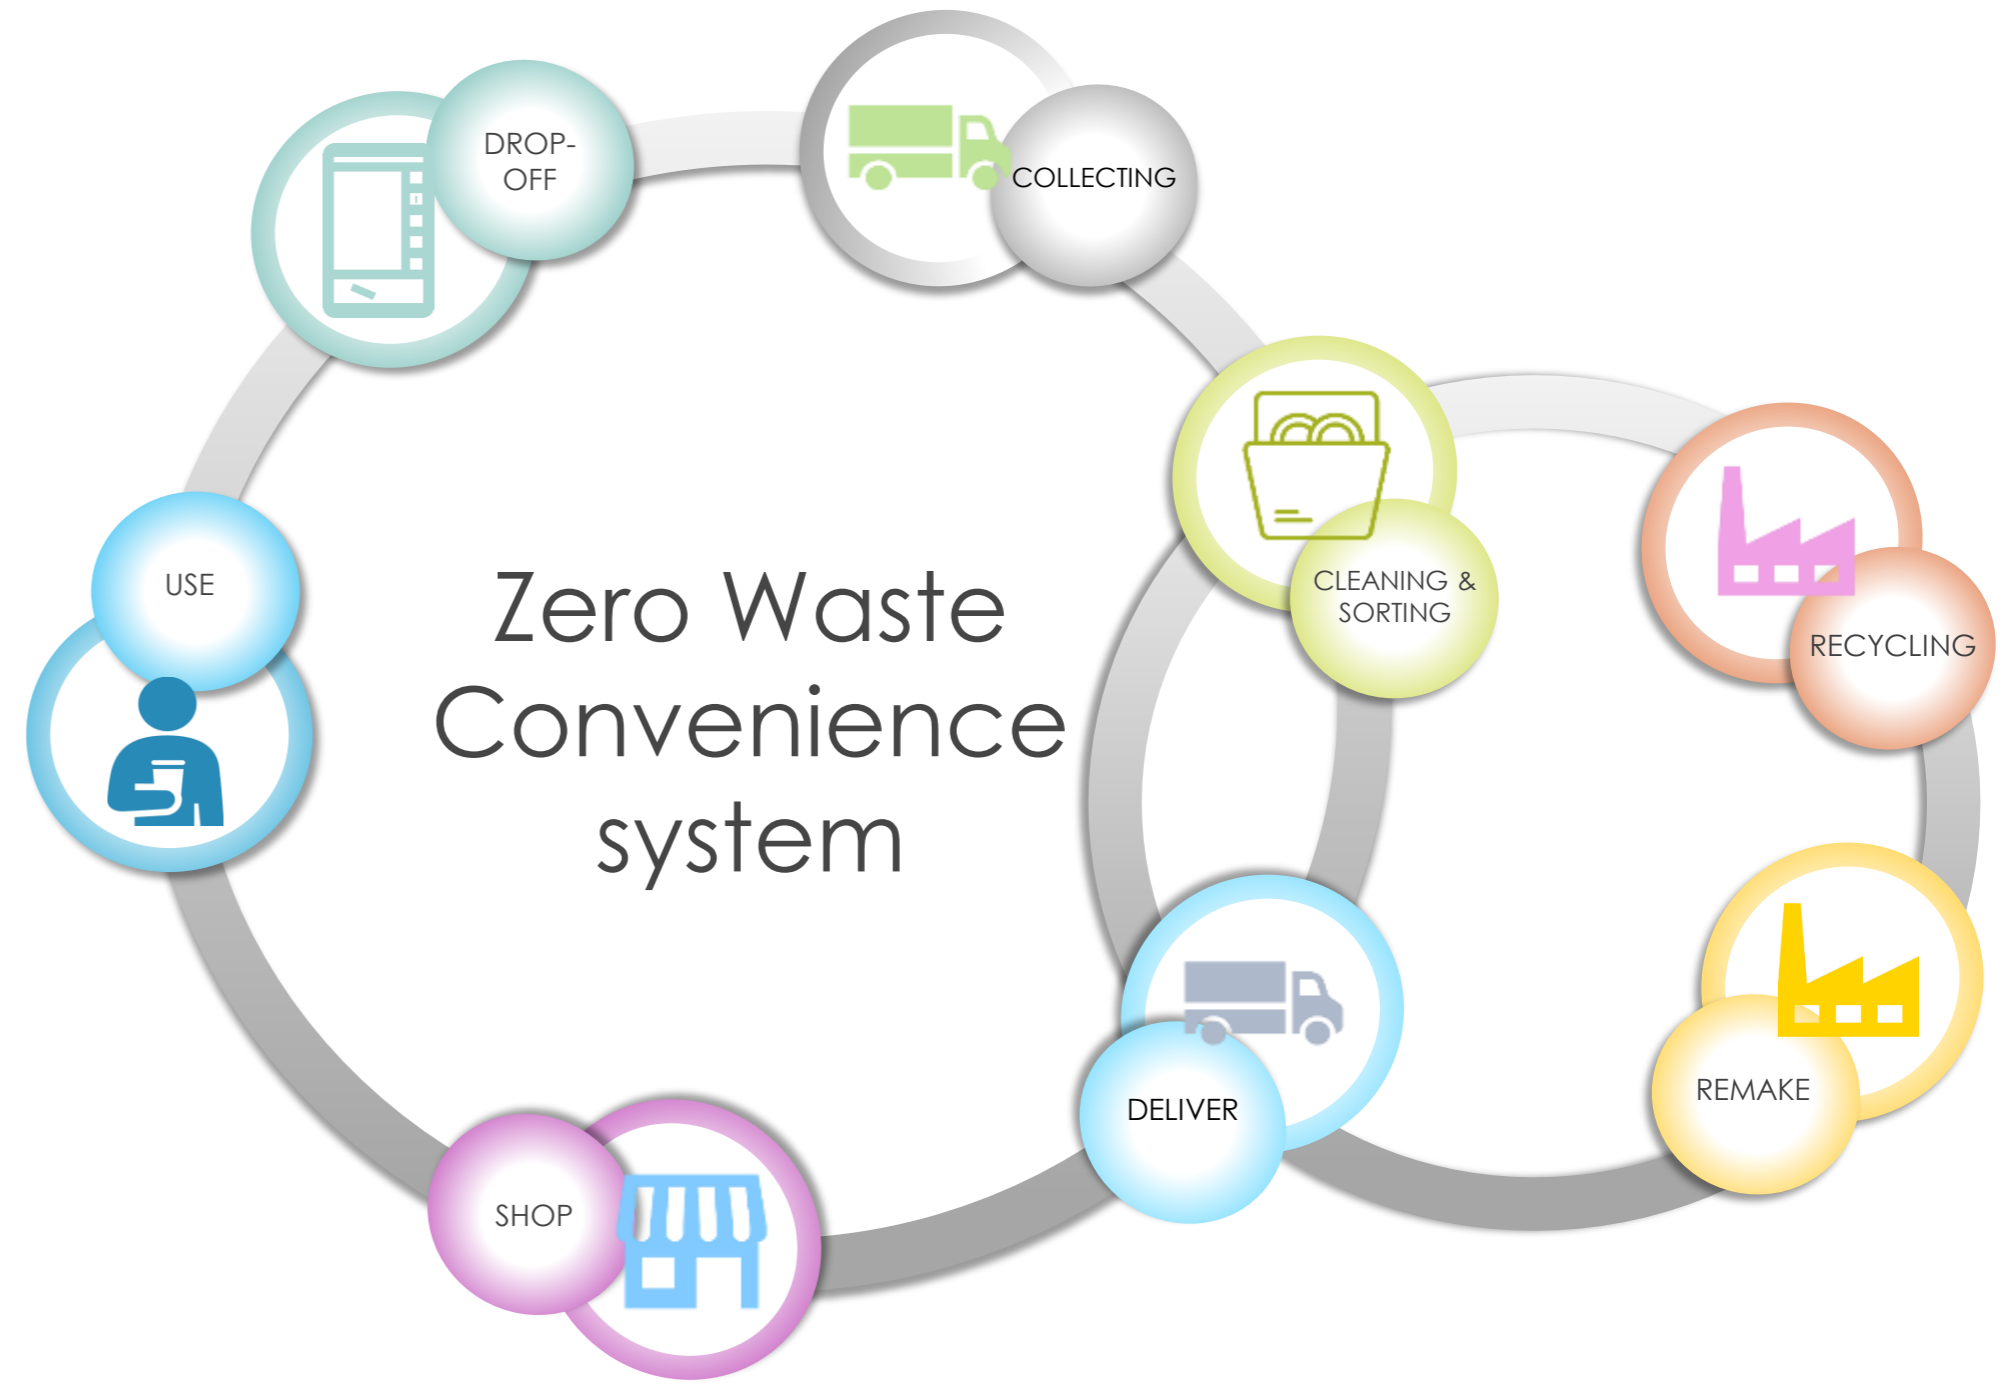 DROP-
OFF
COLLECTING
USE
Zero Waste
Convenience
system
CLEANING &
SORTING
RECYCLING
DELIVER
REMAKE
SHOP